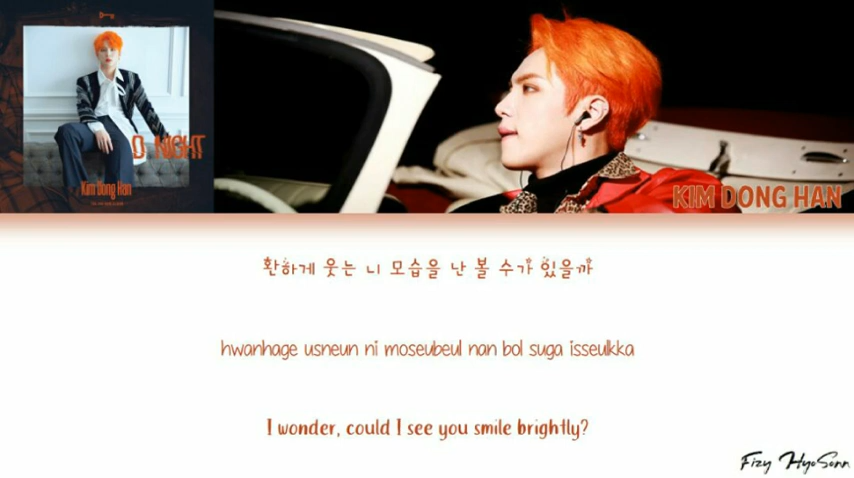 D NIGHT
Kim Dong Han
KIM DONG HAN
환하게 웃는 니 모습을 난 볼 수가 있을까
hwanhage usneun ni moseubeul nan bol suga isseulkka
I wonder, could I see you smile brightly?
Fizy HyoSonn